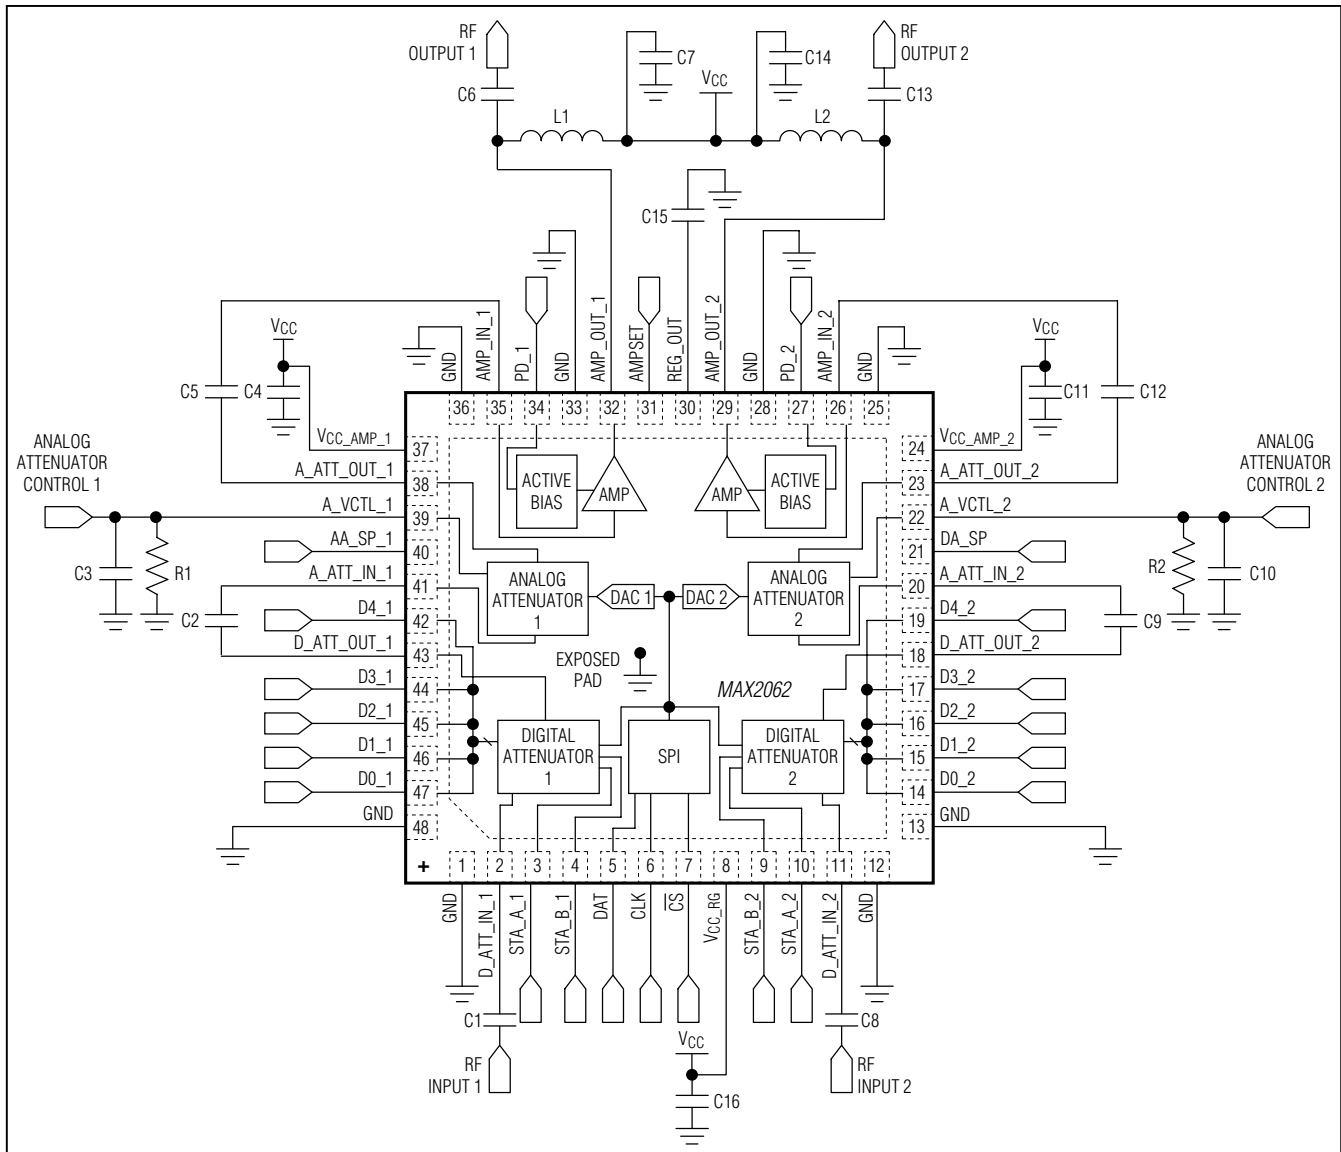 RF
OUTPUT 1
C6
L1
C7
VCC
C14
L2
RF
OUTPUT 2
C13
C15
VCC
C5
C4
GND
AMP_IN_1
PD_1
GND
AMP_OUT_1
AMPSET
REG_OUT
AMP_OUT_2
GND
PD_2
AMP_IN_2
GND
VCC
C11
C12
36
35
34
33
32
31
30
29
28
27
26
25
ANALOG
ATTENUATOR
CONTROL 1
VCC_AMP_1
37
A_ATT_OUT_1
38
A_VCTL_1
39
AA_SP_1
40
C3
R1
A_ATT_IN_1
41
C2
D4_1
42
D_ATT_OUT_1
43
D3_1
44
D2_1
45
D1_1
46
D0_1
47
GND
48
ACTIVE
BIAS
AMP
AMP
ACTIVE
BIAS
ANALOG
ATTENUATOR
1
DAC 1
DAC 2
ANALOG
ATTENUATOR
2
EXPOSED
PAD
MAX2062
DIGITAL
ATTENUATOR
1
SPI
DIGITAL
ATTENUATOR
2
24
VCC_AMP_2
23
A_ATT_OUT_2
22
A_VCTL_2
21
DA_SP
20
A_ATT_IN_2
19
D4_2
18
D_ATT_OUT_2
17
D3_2
16
D2_2
15
D1_2
14
D0_2
13
GND
ANALOG
ATTENUATOR
CONTROL 2
R2
C10
C9
+
1
2
3
4
5
6
7
8
9
10
11
12
GND
D_ATT_IN_1
STA_A_1
STA_B_1
DAT
CLK
CS
VCC_RG
STA_B_2
STA_A_2
D_ATT_IN_2
GND
C1
RF
INPUT 1
VCC
C16
C8
RF
INPUT 2